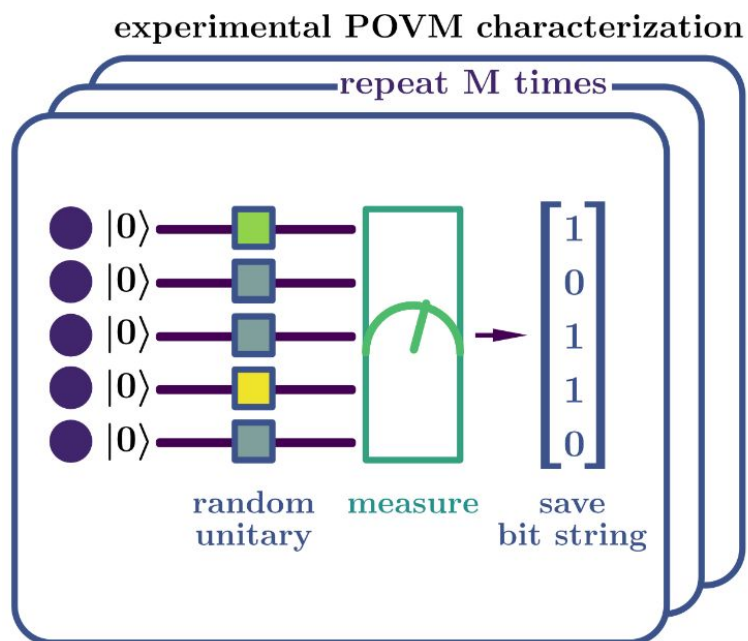 experimental POVM characterization
repeat M times
|0⟩
|0⟩
|0⟩
|0⟩
|0⟩
1
0
1
1
0
random
unitary
measure
save
bit string